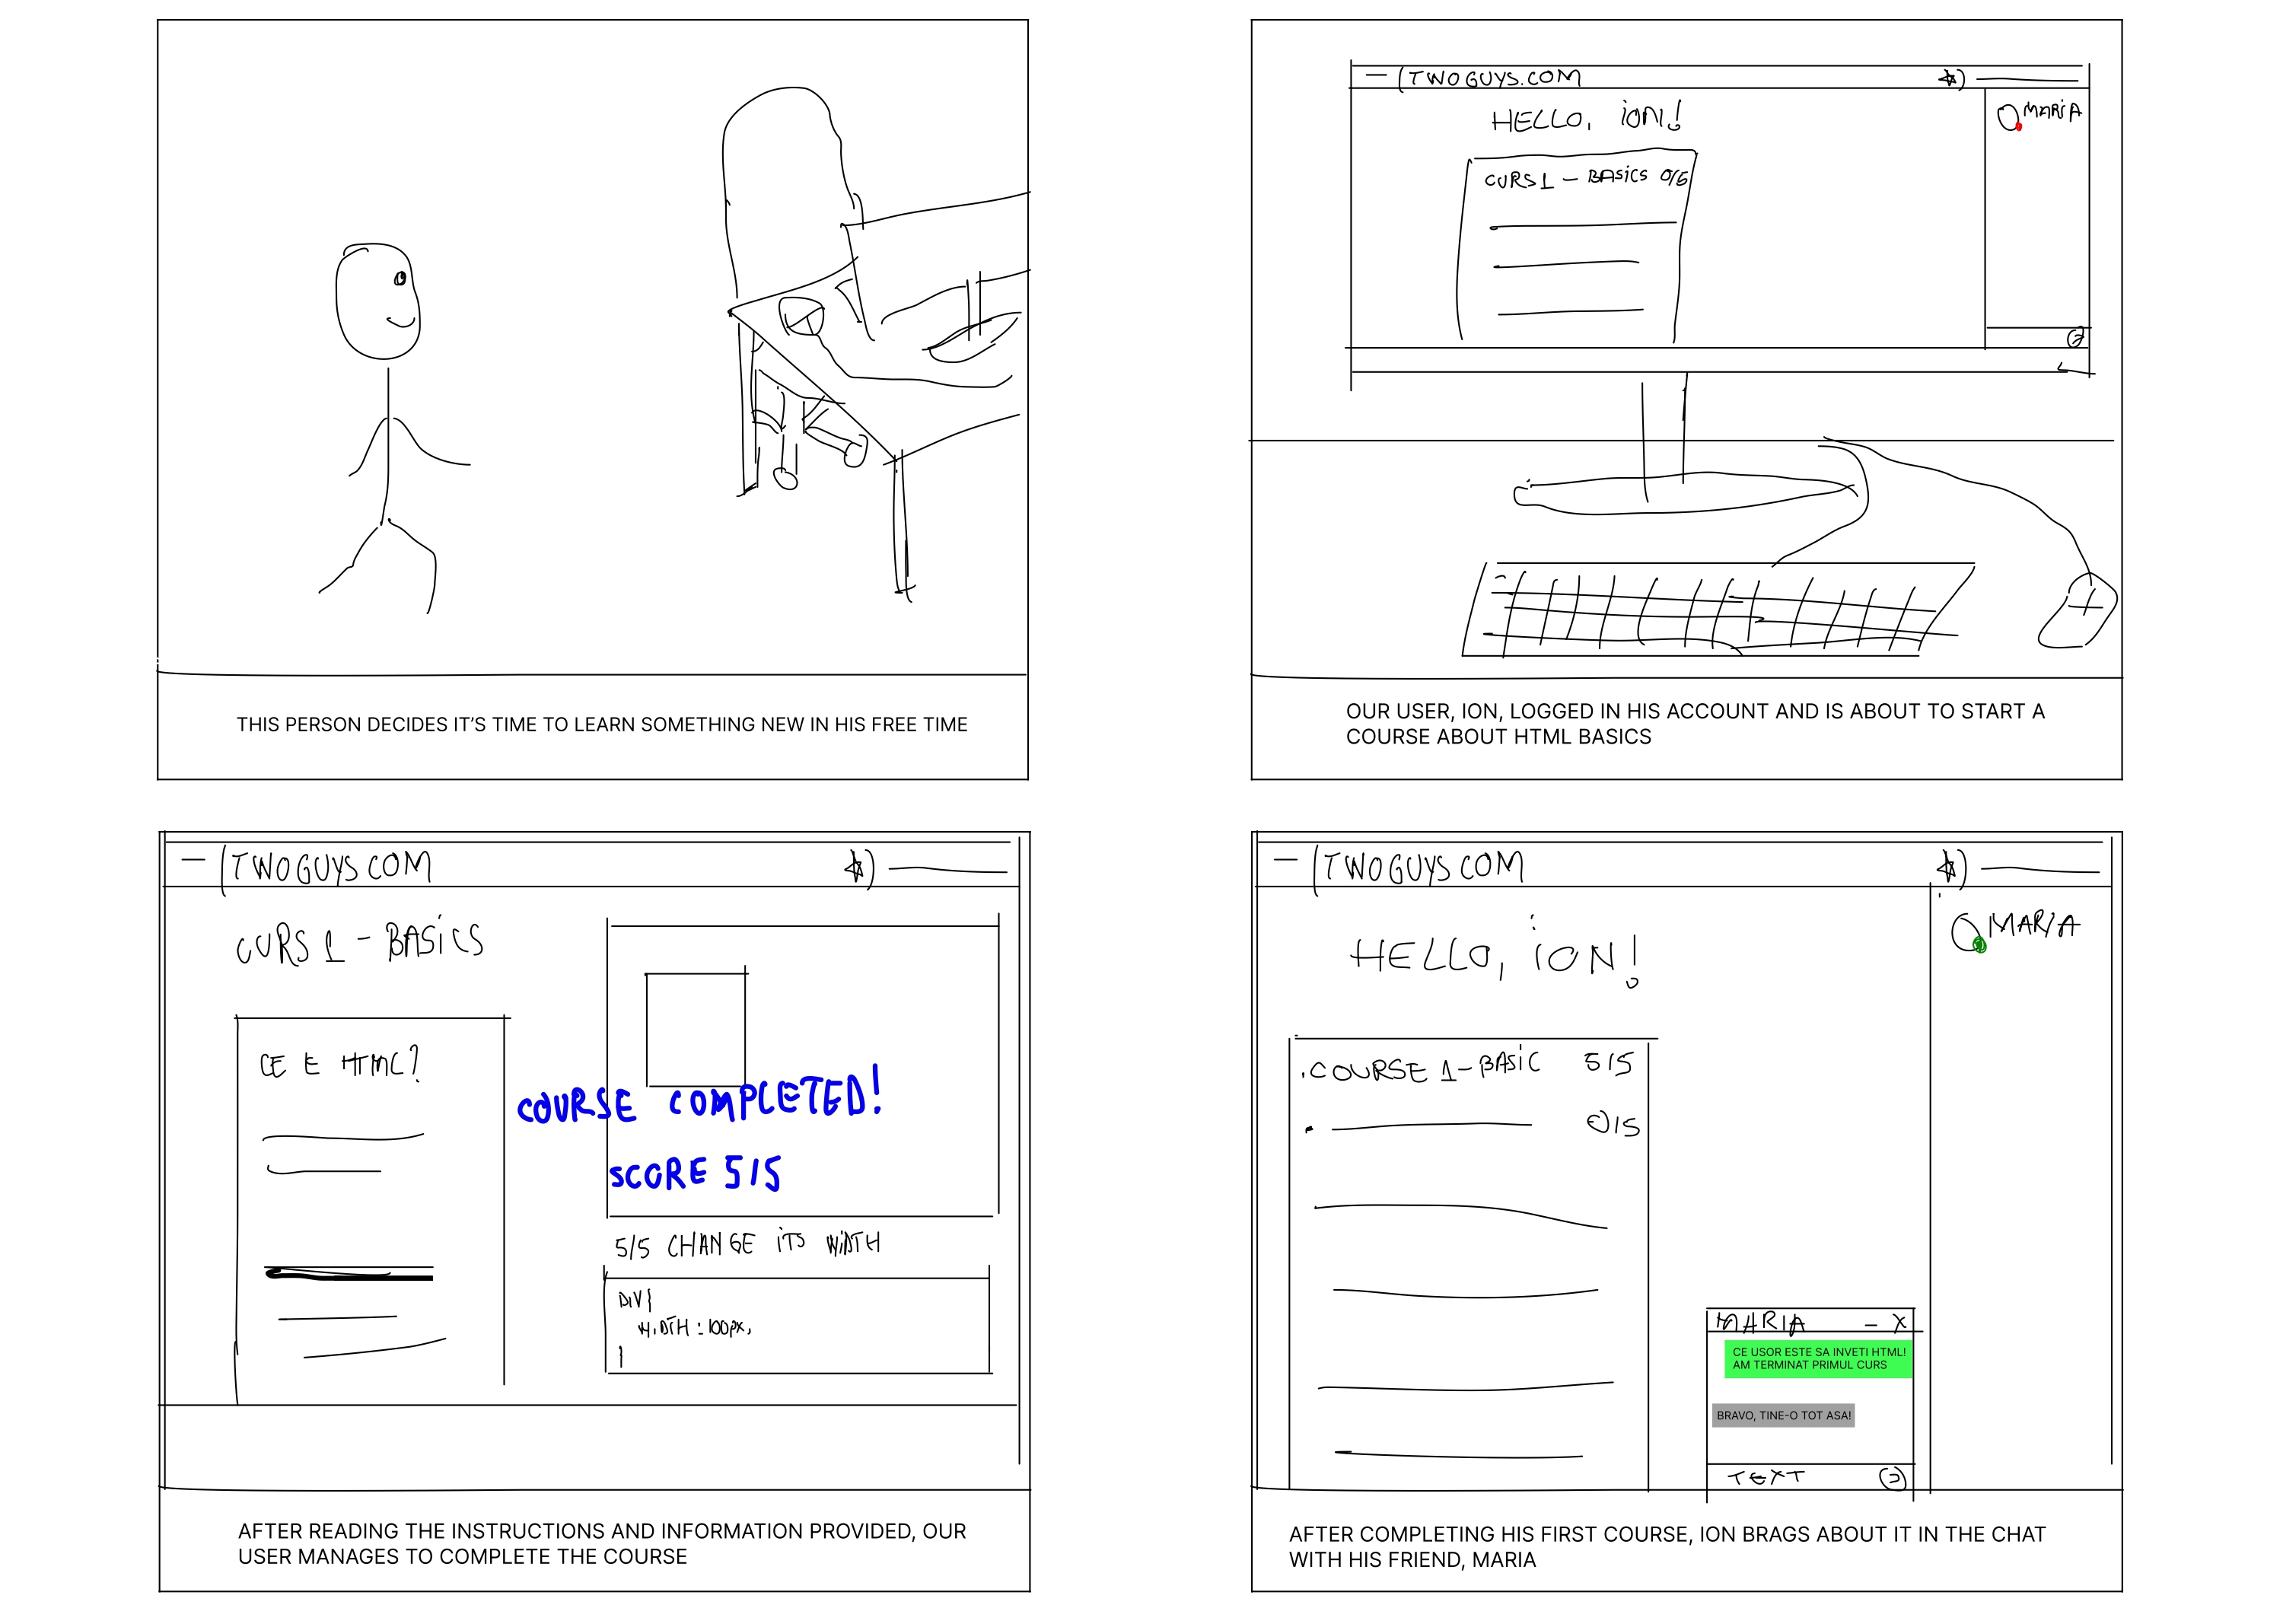 THIS PERSON DECIDES IT'S TIME TO LEARN SOMETHING NEW IN HIS FREE TIME
TWOGUYS.COM
HELLO, ION!
MARIA
CURS 1 - BASICS 0/5
OUR USER, ION, LOGGED IN HIS ACCOUNT AND IS ABOUT TO START A
COURSE ABOUT HTML BASICS
TWOGUYS COM
CURS 1 - BASICS
CE E HTML?
COURSE COMPLETED!
SCORE 5/5
5/5 CHANGE ITS WIDTH
DIV{
WIDTH: 100PX;
}
AFTER READING THE INSTRUCTIONS AND INFORMATION PROVIDED, OUR
USER MANAGES TO COMPLETE THE COURSE
TWOGUYS COM
MARIA
HELLO, ION!
COURSE 1 - BASIC 5/5
0/5
MARIA - X
CE USOR ESTE SA INVETI HTML!
AM TERMINAT PRIMUL CURS
BRAVO, TINE-O TOT ASA!
TEXT
AFTER COMPLETING HIS FIRST COURSE, ION BRAGS ABOUT IT IN THE CHAT
WITH HIS FRIEND, MARIA